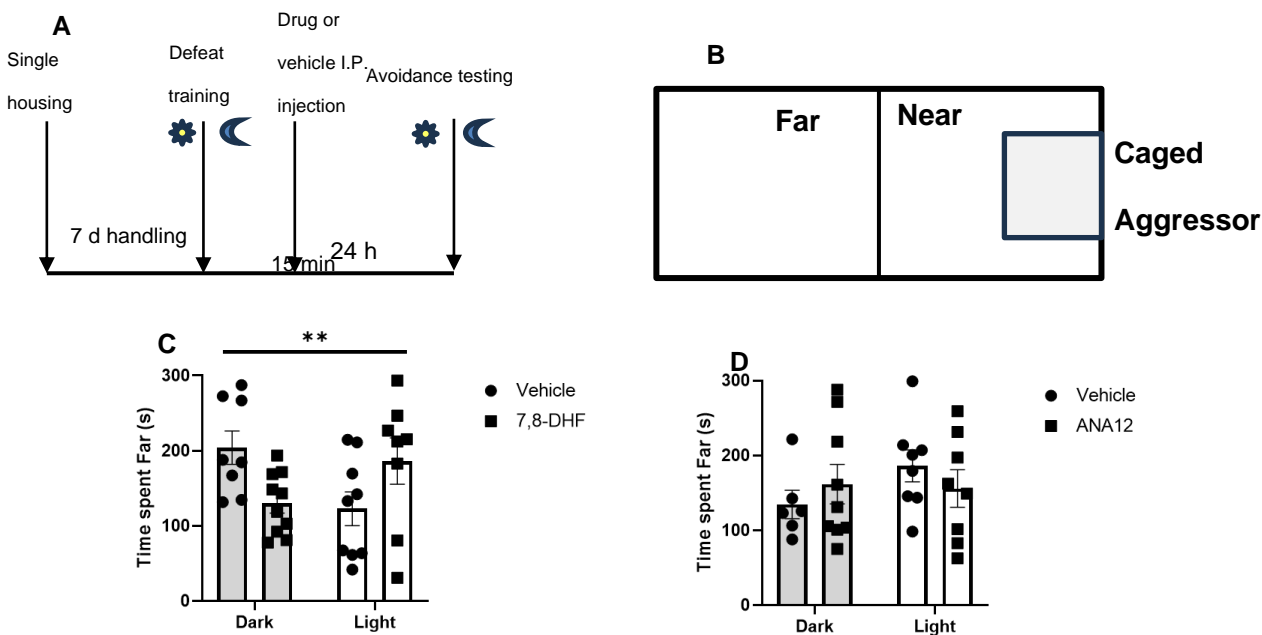 A
Single
housing
Defeat
training
Drug or
vehicle I.P.
injection
Avoidance testing
7 d handling
15 min
24 h
B
Far
Near
Caged
Aggressor
C
**
Time spent Far (s)
300
200
100
0
Dark
Light
Vehicle
7,8-DHF
D
Time spent Far (s)
300
200
100
0
Dark
Light
Vehicle
ANA12